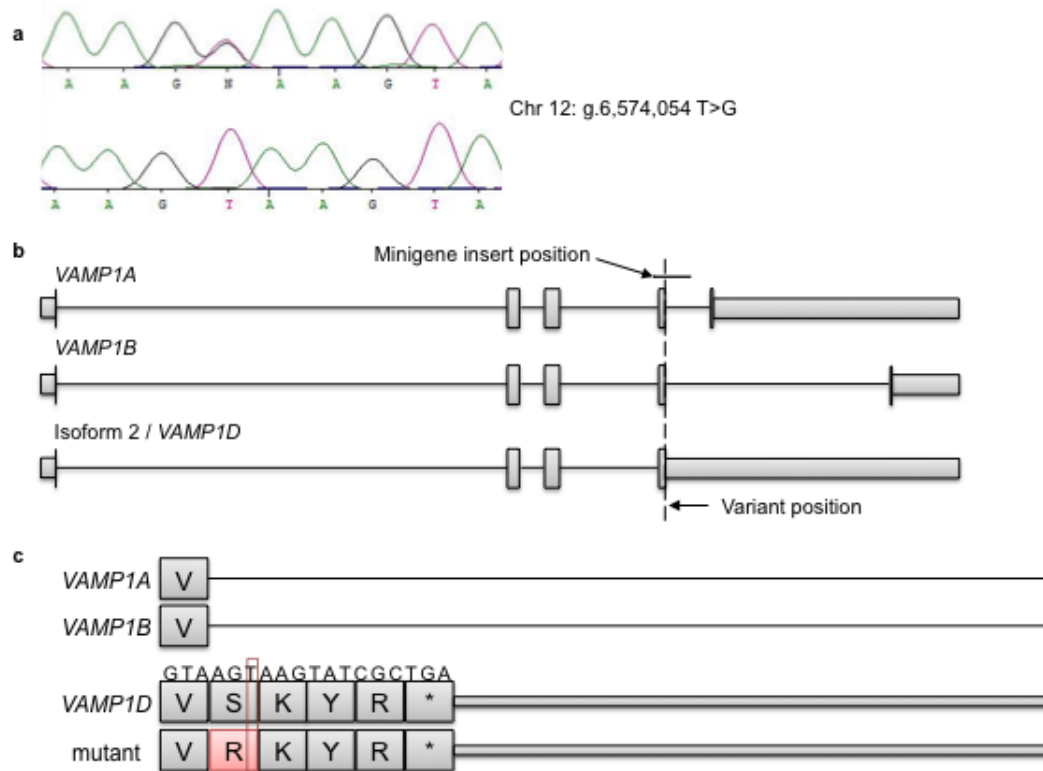 a
A A G N A A G T A
Chr 12: g.6,574,054 T>G
A A G T A A G T A
b
Minigene insert position
VAMP1A
VAMP1B
Isoform 2 / VAMP1D
Variant position
c
VAMP1A V
VAMP1B V
GTAAGTAAGTATCGCTGA
VAMP1D V S K Y R *
mutant V R K Y R *